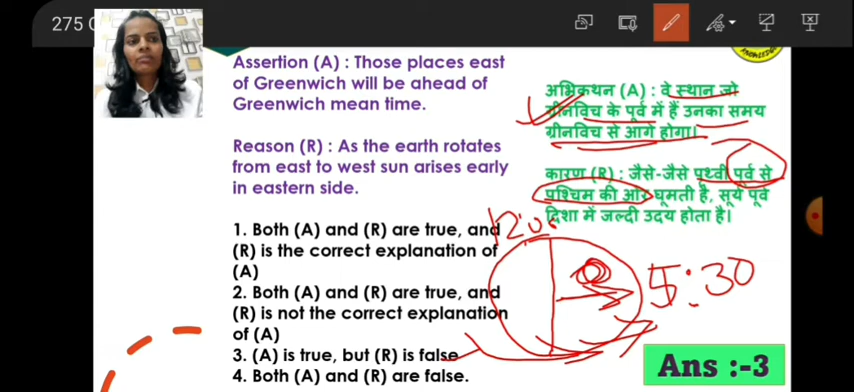 275
Assertion (A) : Those places east
of Greenwich will be ahead of
Greenwich mean time.
Reason (R) : As the earth rotates
from east to west sun arises early
in eastern side.
1. Both (A) and (R) are true, and
(R) is the correct explanation of
(A)
2. Both (A) and (R) are true, and
(R) is not the correct explanation
of (A)
3. (A) is true, but (R) is false
4. Both (A) and (R) are false.
KNOWLEDGE
अभिकथन (A) : वे स्थान जो
ग्रीनविच के पूर्व में हैं उनका समय
ग्रीनविच से आगे होगा।
कारण (R) : जैसे-जैसे पृथ्वी पूर्व से
पश्चिम की ओर घूमती है, सूर्य पूर्व
दिशा में जल्दी उदय होता है।
12:00
5:30
Ans :-3